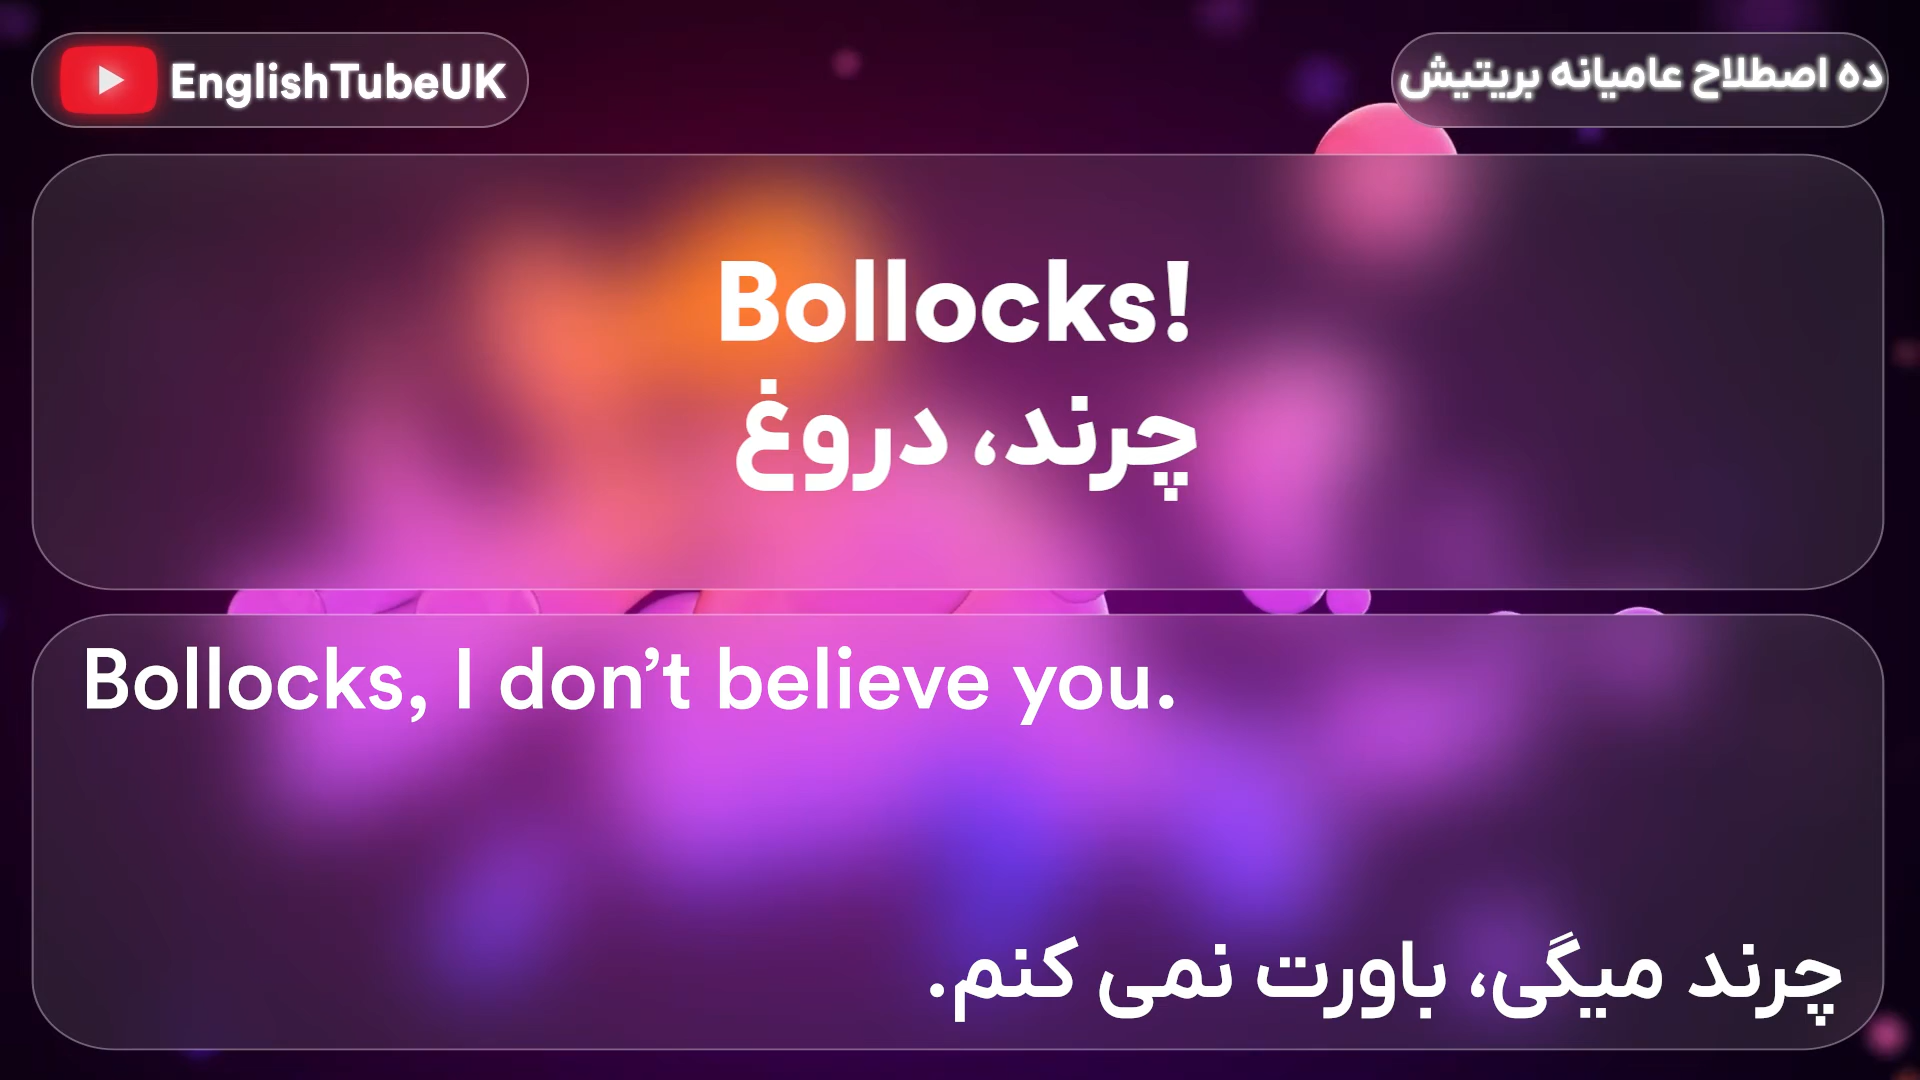 EnglishTubeUK
ده اصطلاح عامیانه بریتیش
Bollocks!
چرند، دروغ
Bollocks, I don’t believe you.
چرند میگی، باورت نمی کنم.